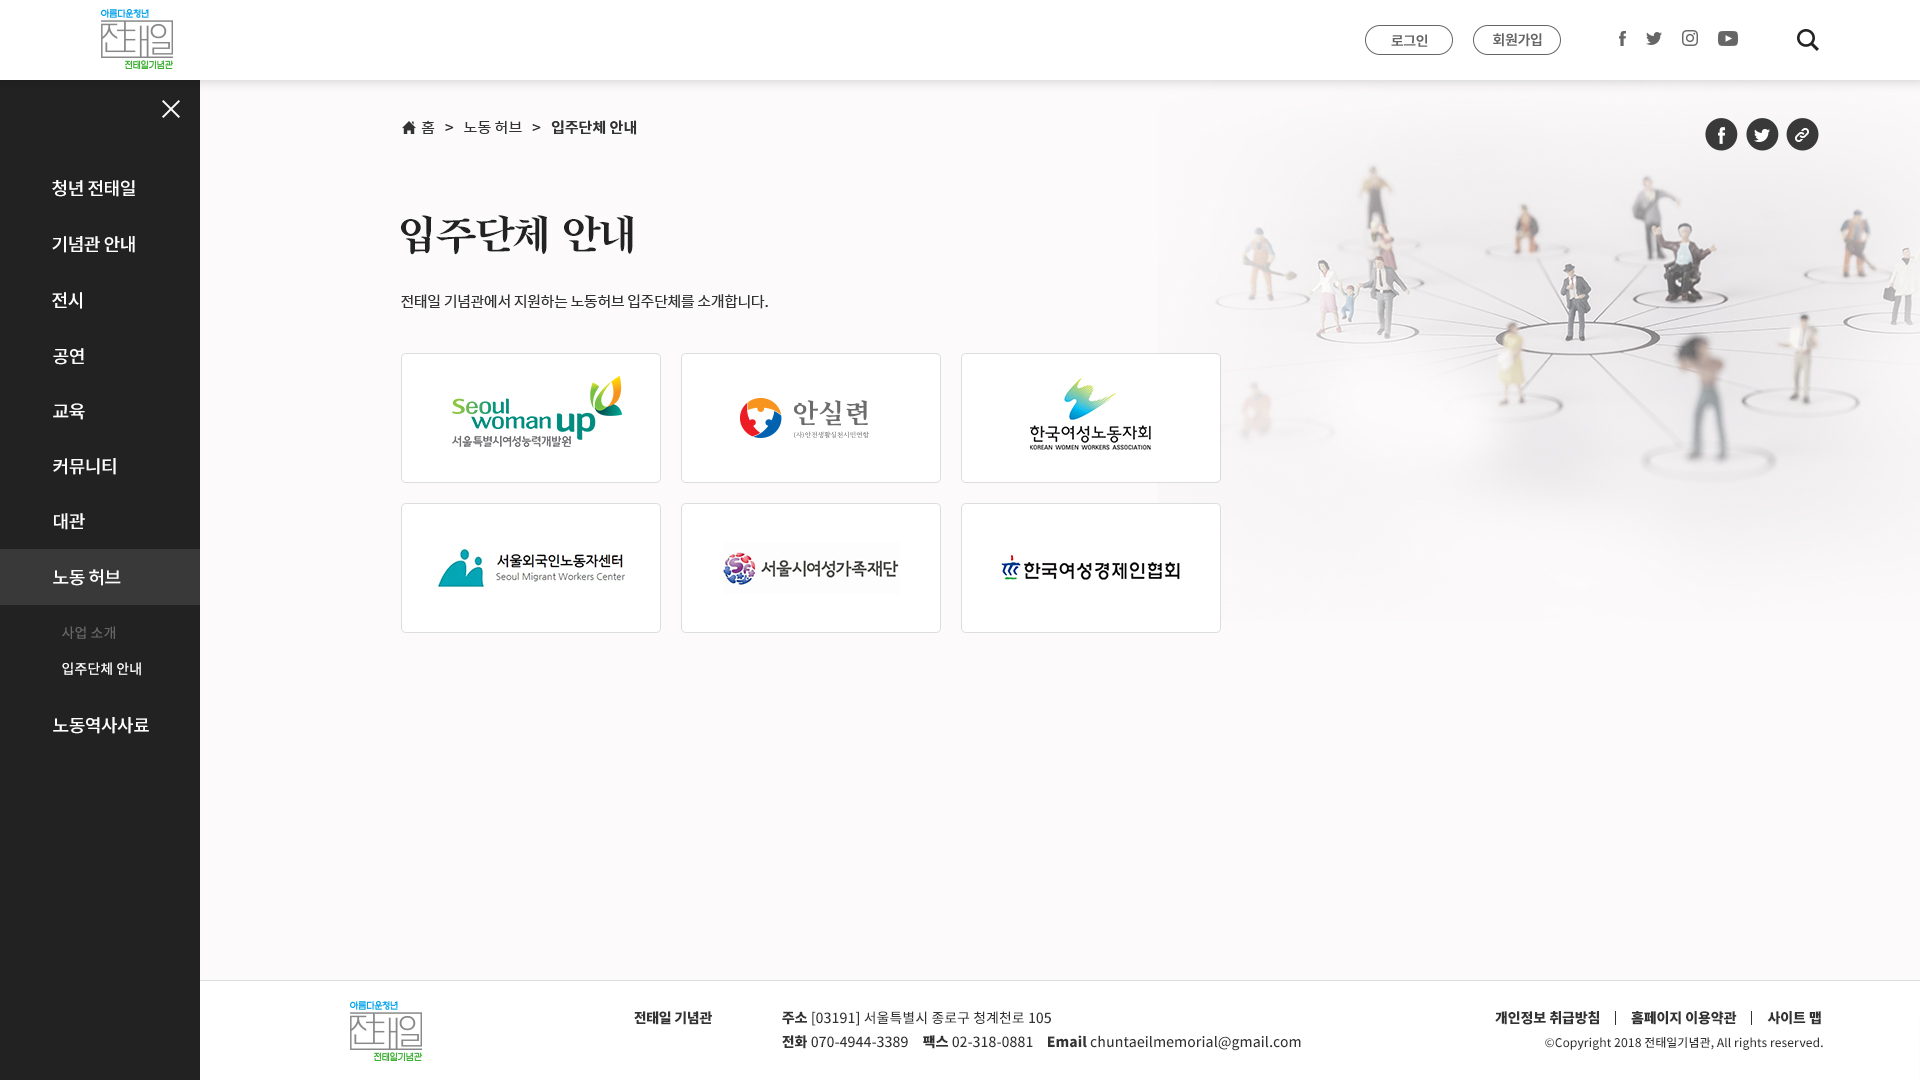 아름다운청년
전태일
전태일기념관
로그인
회원가입
홈 > 노동 허브 > 입주단체 안내
청년 전태일
기념관 안내
전시
공연
교육
커뮤니티
대관
노동 허브
사업 소개
입주단체 안내
노동역사사료
입주단체 안내
전태일 기념관에서 지원하는 노동허브 입주단체를 소개합니다.
Seoul
woman up
서울특별시여성능력개발원
안실련
(사)안전생활실천시민연합
한국여성노동자회
KOREAN WOMEN WORKERS ASSOCIATION
서울외국인노동자센터
Seoul Migrant Workers Center
서울시여성가족재단
한국여성경제인협회
아름다운청년
전태일
전태일기념관
전태일 기념관
주소 [03191] 서울특별시 종로구 청계천로 105
전화 070-4944-3389 팩스 02-318-0881 Email chuntaeilmemorial@gmail.com
개인정보 취급방침 | 홈페이지 이용약관 | 사이트 맵
©Copyright 2018 전태일기념관, All rights reserved.